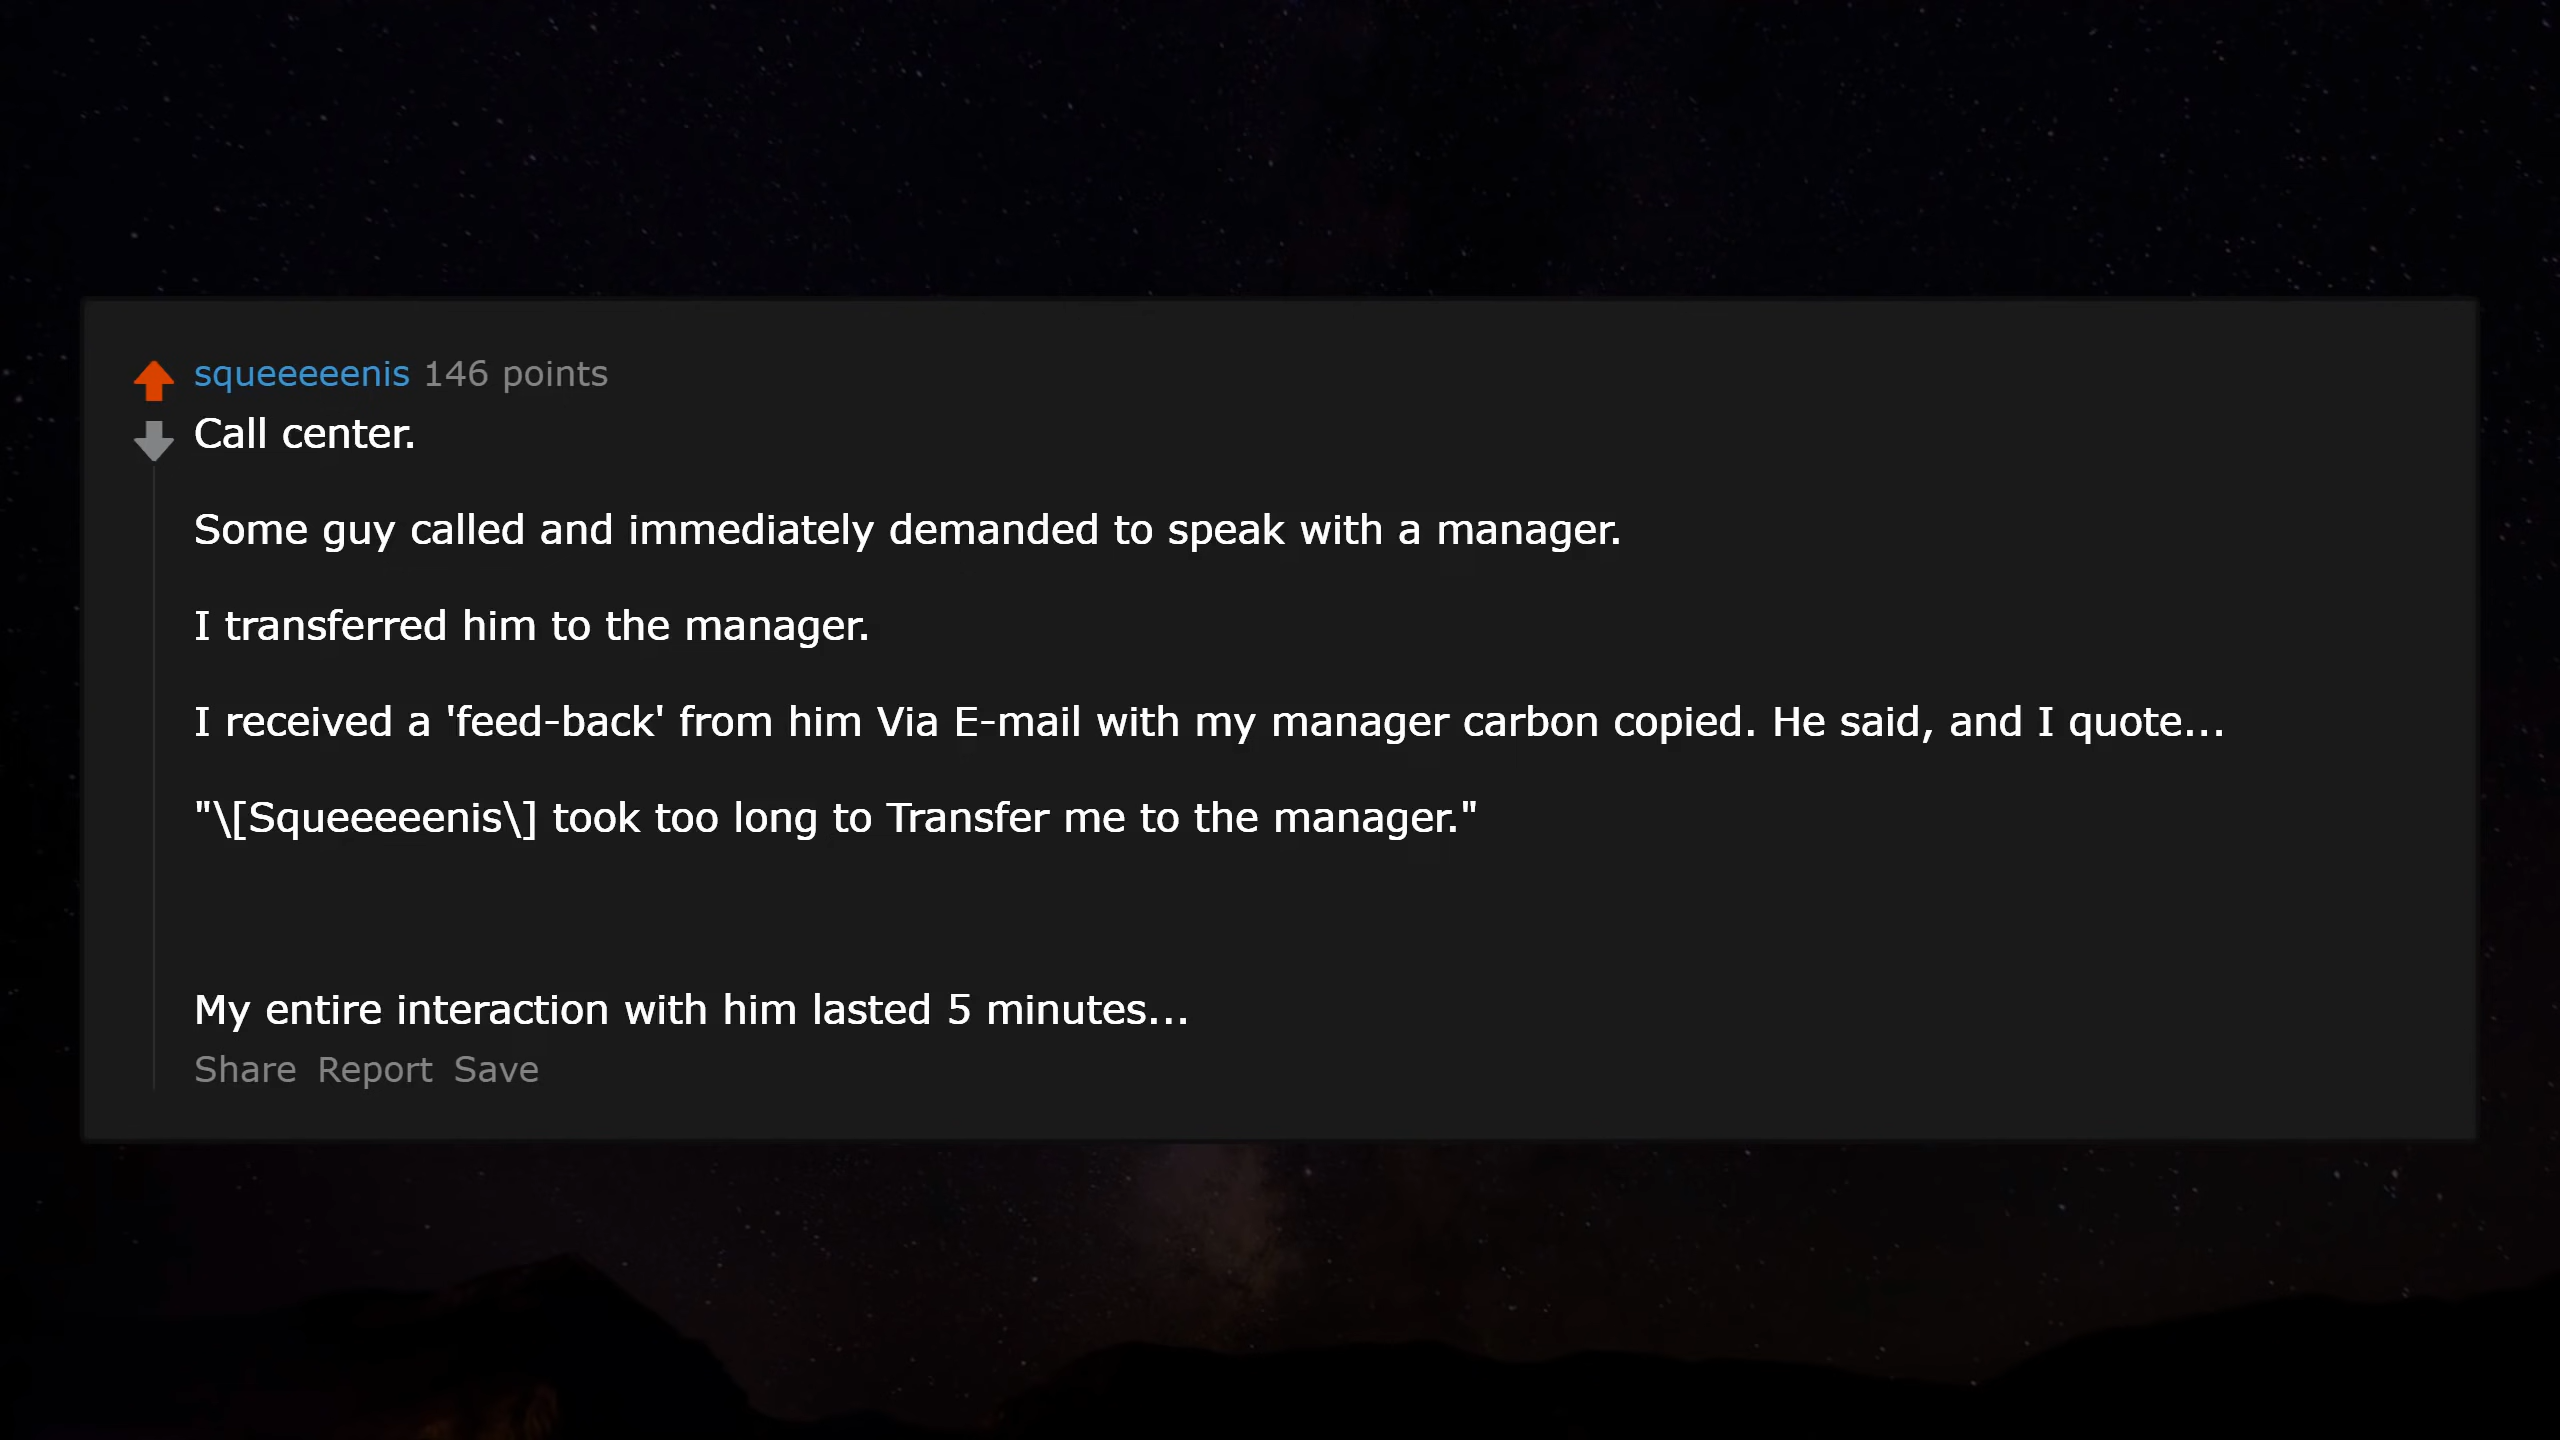 squeeeeenis 146 points
Call center.
Some guy called and immediately demanded to speak with a manager.
I transferred him to the manager.
I received a 'feed-back' from him Via E-mail with my manager carbon copied. He said, and I quote...
"\[Squeeeeenis\] took too long to Transfer me to the manager."
My entire interaction with him lasted 5 minutes...
Share Report Save